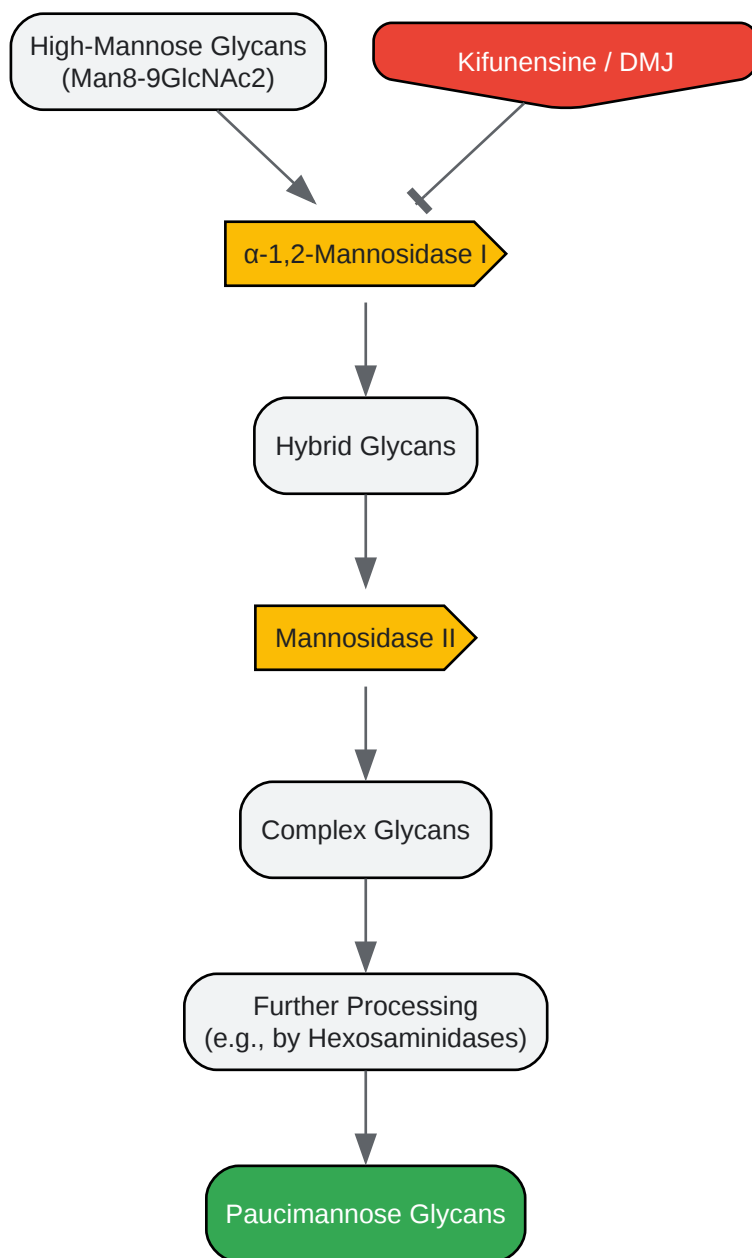 High-Mannose Glycans
(Man8-9GlcNAc2)
Kifunensine / DMJ
α-1,2-Mannosidase I
Hybrid Glycans
Mannosidase II
Complex Glycans
Further Processing
(e.g., by Hexosaminidases)
Paucimannose Glycans